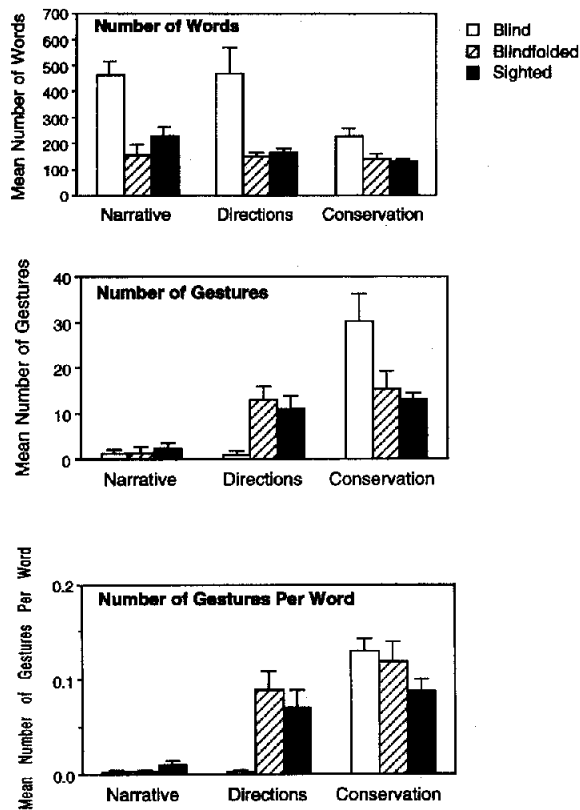 Number of Words
Blind
Blindfolded
Sighted
Mean Number of Words
700
600
500
400
300
200
100
0
Narrative Directions Conservation
Number of Gestures
Mean Number of Gestures
40
30
20
10
0
Narrative Directions Conservation
Number of Gestures Per Word
Mean Number of Gestures Per Word
0.2
0.1
0.0
Narrative Directions Conservation